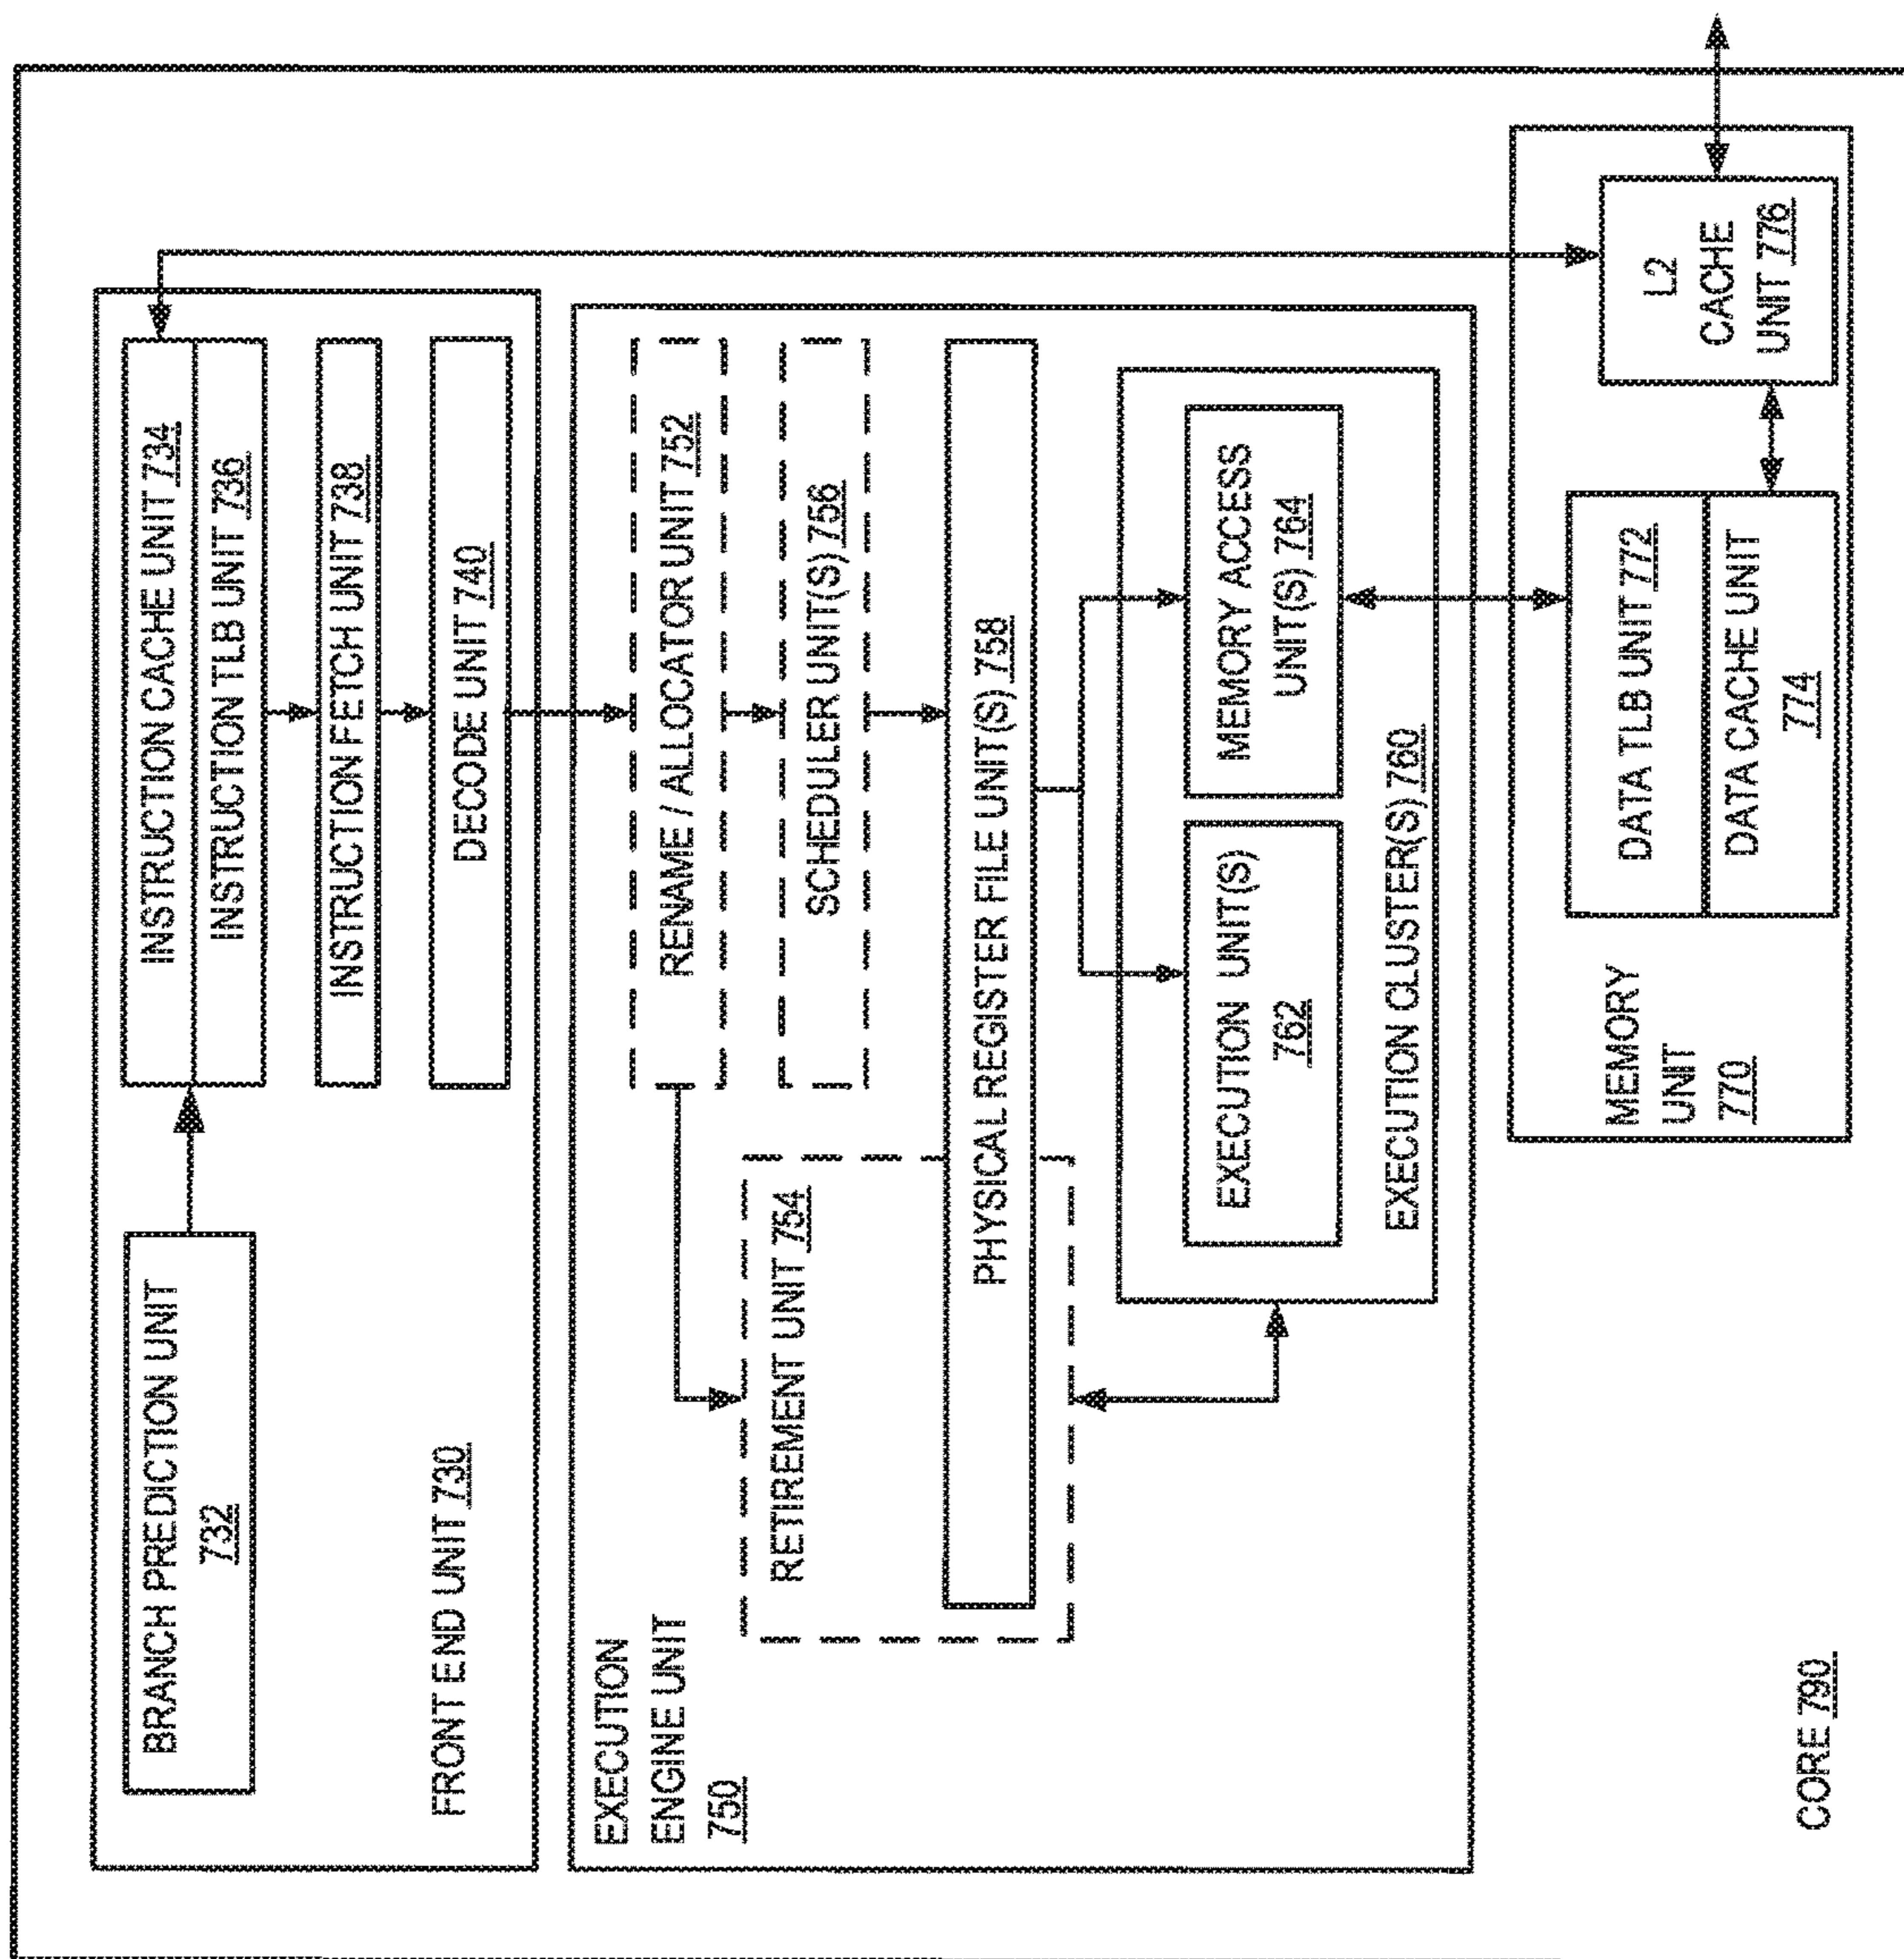 BRANCH PREDICTION UNIT
732
INSTRUCTION CACHE UNIT 734
INSTRUCTION TLB UNIT 736
INSTRUCTION FETCH UNIT 738
DECODE UNIT 740
FRONT END UNIT 730
EXECUTION
ENGINE UNIT
750
RENAME / ALLOCATOR UNIT 752
SCHEDULER UNIT(S) 756
RETIREMENT UNIT 754
PHYSICAL REGISTER FILE UNIT(S) 758
EXECUTION UNIT(S)
762
MEMORY ACCESS
UNIT(S) 764
EXECUTION CLUSTER(S) 760
MEMORY
UNIT
770
DATA TLB UNIT 772
DATA CACHE UNIT
774
L2
CACHE
UNIT 776
CORE 790